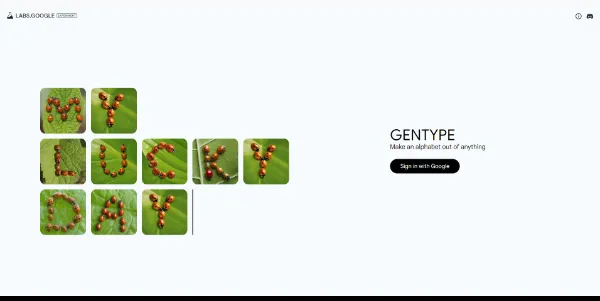 LABS.GOOGLE EXPERIMENT
MY
LUCKY
DAY
GENTYPE
Make an alphabet out of anything
Sign in with Google